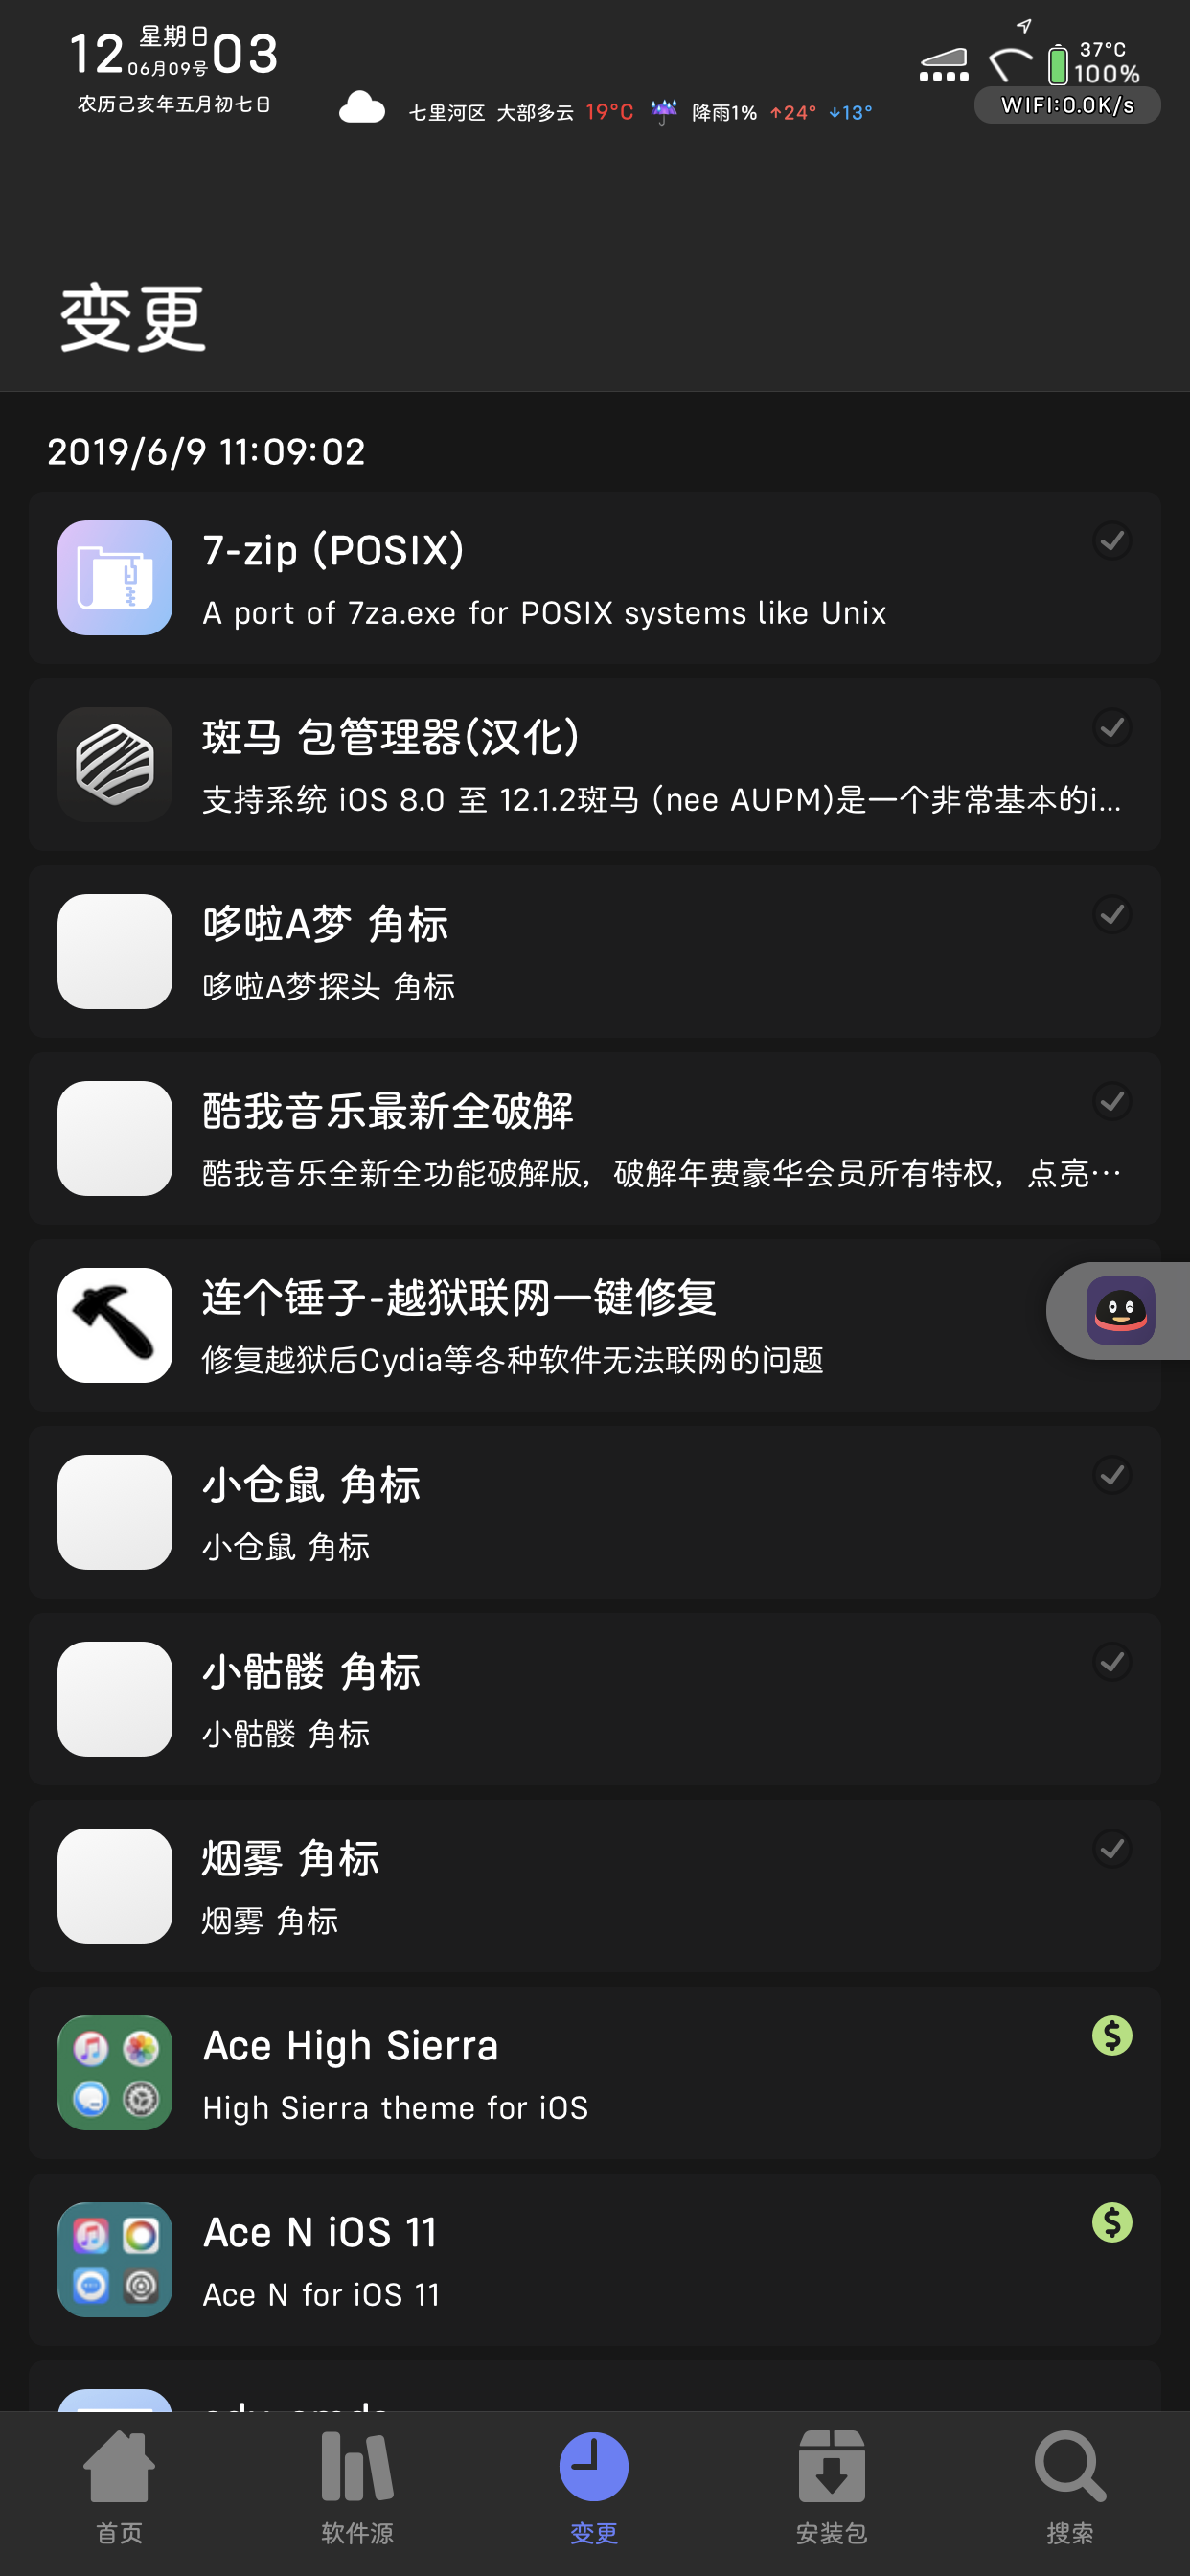 12 星期日 03
06月09号
农历己亥年五月初七日
37°C
100%
WIFI:0.0K/s
七里河区 大部多云 19°C ☔ 降雨1% ↑24° ↓13°
变更
2019/6/9 11:09:02
7-zip (POSIX)
A port of 7za.exe for POSIX systems like Unix
斑马 包管理器(汉化)
支持系统 iOS 8.0 至 12.1.2斑马 (nee AUPM)是一个非常基本的i...
哆啦A梦 角标
哆啦A梦探头 角标
酷我音乐最新全破解
酷我音乐全新全功能破解版，破解年费豪华会员所有特权，点亮…
连个锤子-越狱联网一键修复
修复越狱后Cydia等各种软件无法联网的问题
小仓鼠 角标
小仓鼠 角标
小骷髅 角标
小骷髅 角标
烟雾 角标
烟雾 角标
Ace High Sierra
High Sierra theme for iOS
Ace N iOS 11
Ace N for iOS 11
首页
软件源
变更
安装包
搜索